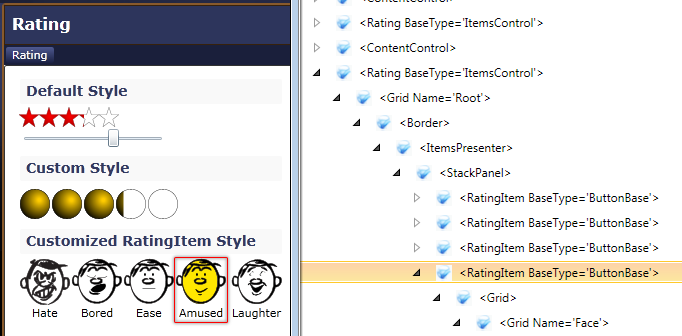 Rating
Rating
Default Style
Custom Style
Customized RatingItem Style
Hate Bored Ease Amused Laughter
<Rating BaseType='ItemsControl'>
<ContentControl>
<Rating BaseType='ItemsControl'>
<Grid Name='Root'>
<Border>
<ItemsPresenter>
<StackPanel>
<RatingItem BaseType='ButtonBase'>
<RatingItem BaseType='ButtonBase'>
<RatingItem BaseType='ButtonBase'>
<RatingItem BaseType='ButtonBase'>
<Grid>
<Grid Name='Face'>